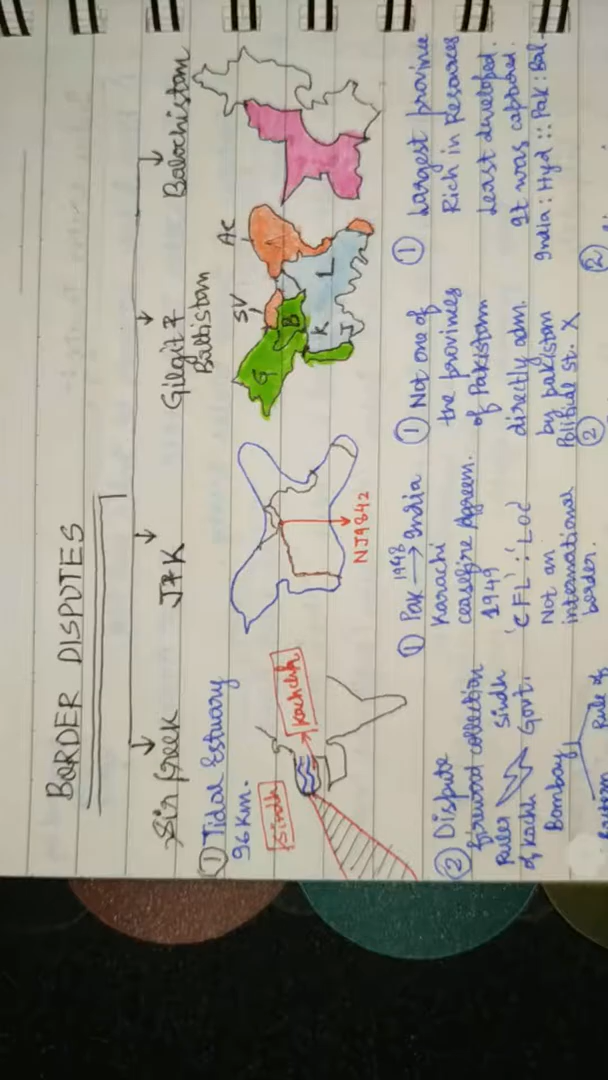 BORDER DISPUTES
Sir Creek
J&K
Gilgit &
Baltistan
Balochistan
① Tidal Estuary
96 Km.
Sindh
Kachchh
② Dispute
firewood collection
Ruler Sindh
of Kachh Govt.
Bombay
Rule of
NJ9842
① Pak 1948 → India
Karachi
ceasefire Agreem.
1949
'CFL' : 'LOC'
Not an
international
border.
G
B
SV
AC
K
L
J
① Not one of
the provinces
of Pakistan
directly adm.
by pakistan
Political st. X
②
① Largest province
Rich in Resources
Least developed.
It was captured.
India : Hyd :: Pak : Bal-
②